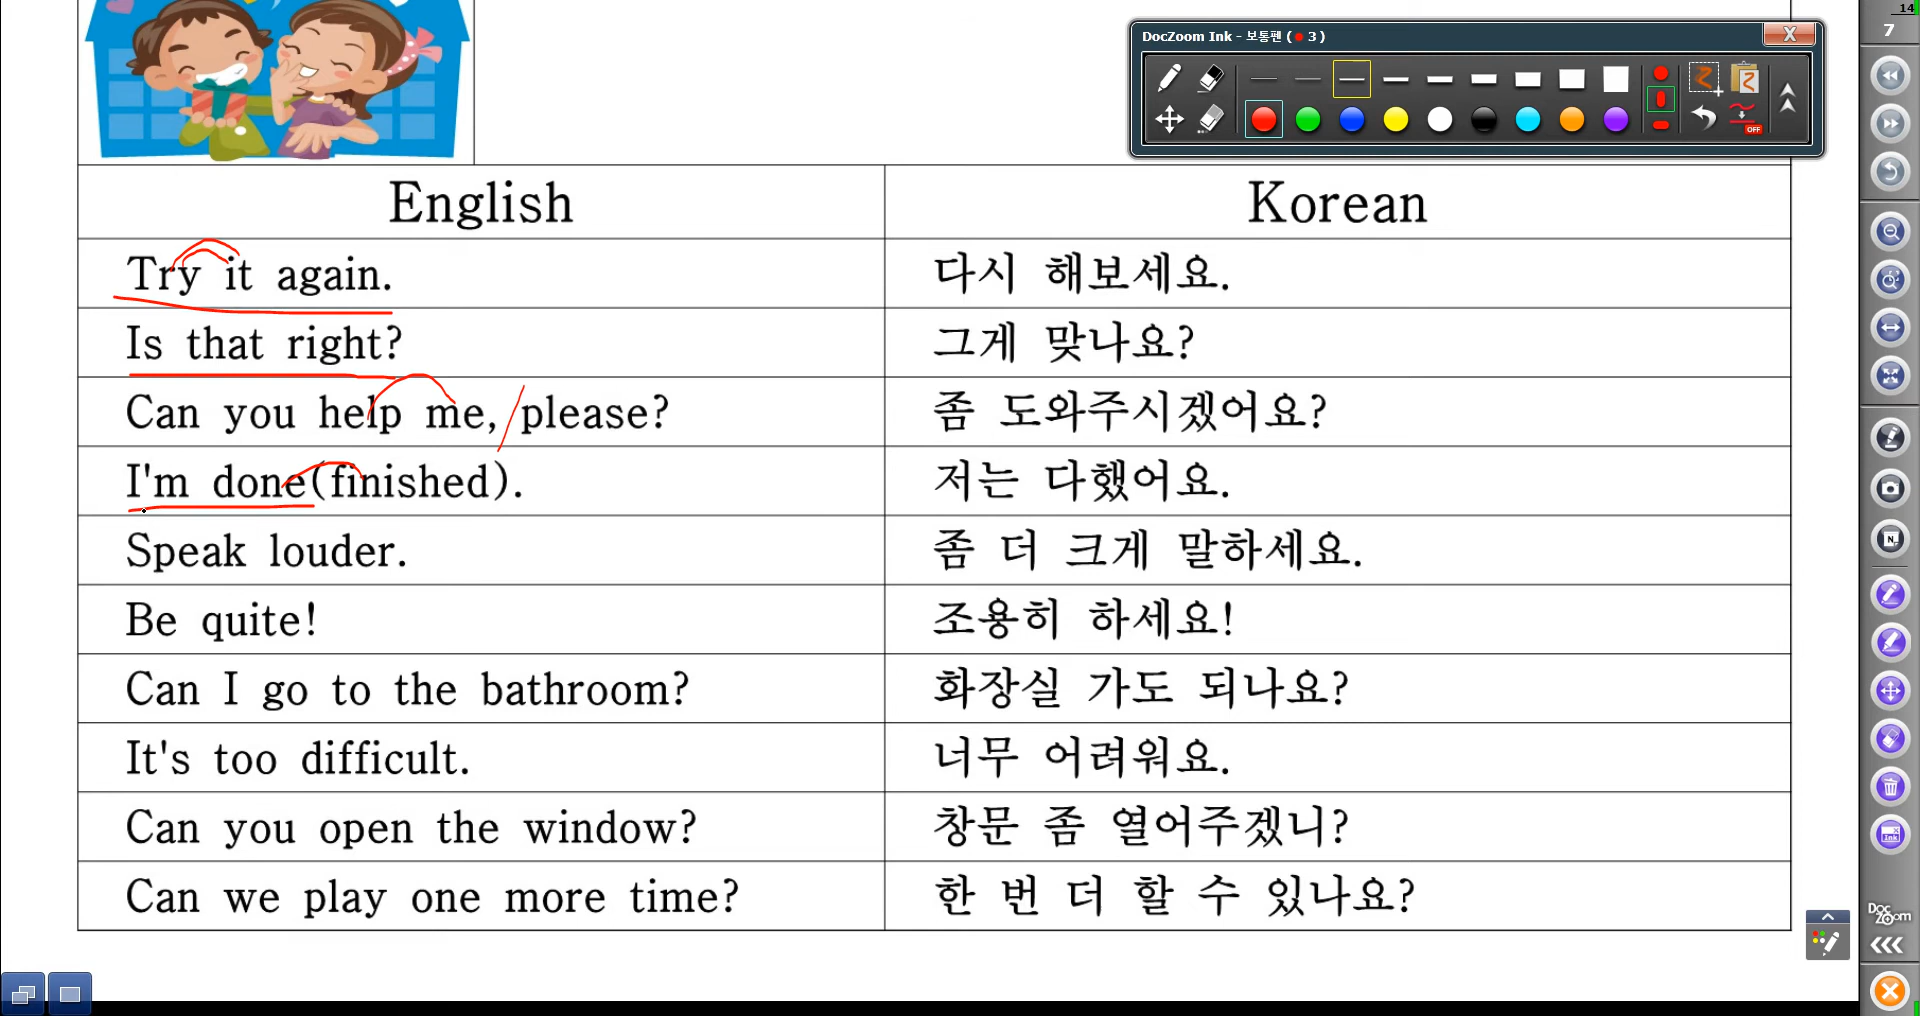 DocZoom Ink - 보통펜 ( 3 )
14
7
English Korean
Try it again. 다시 해보세요.
Is that right? 그게 맞나요?
Can you help me, please? 좀 도와주시겠어요?
I'm done(finished). 저는 다했어요.
Speak louder. 좀 더 크게 말하세요.
Be quite! 조용히 하세요!
Can I go to the bathroom? 화장실 가도 되나요?
It's too difficult. 너무 어려워요.
Can you open the window? 창문 좀 열어주겠니?
Can we play one more time? 한 번 더 할 수 있나요?
OFF
N
Ink
Doc
Zoom